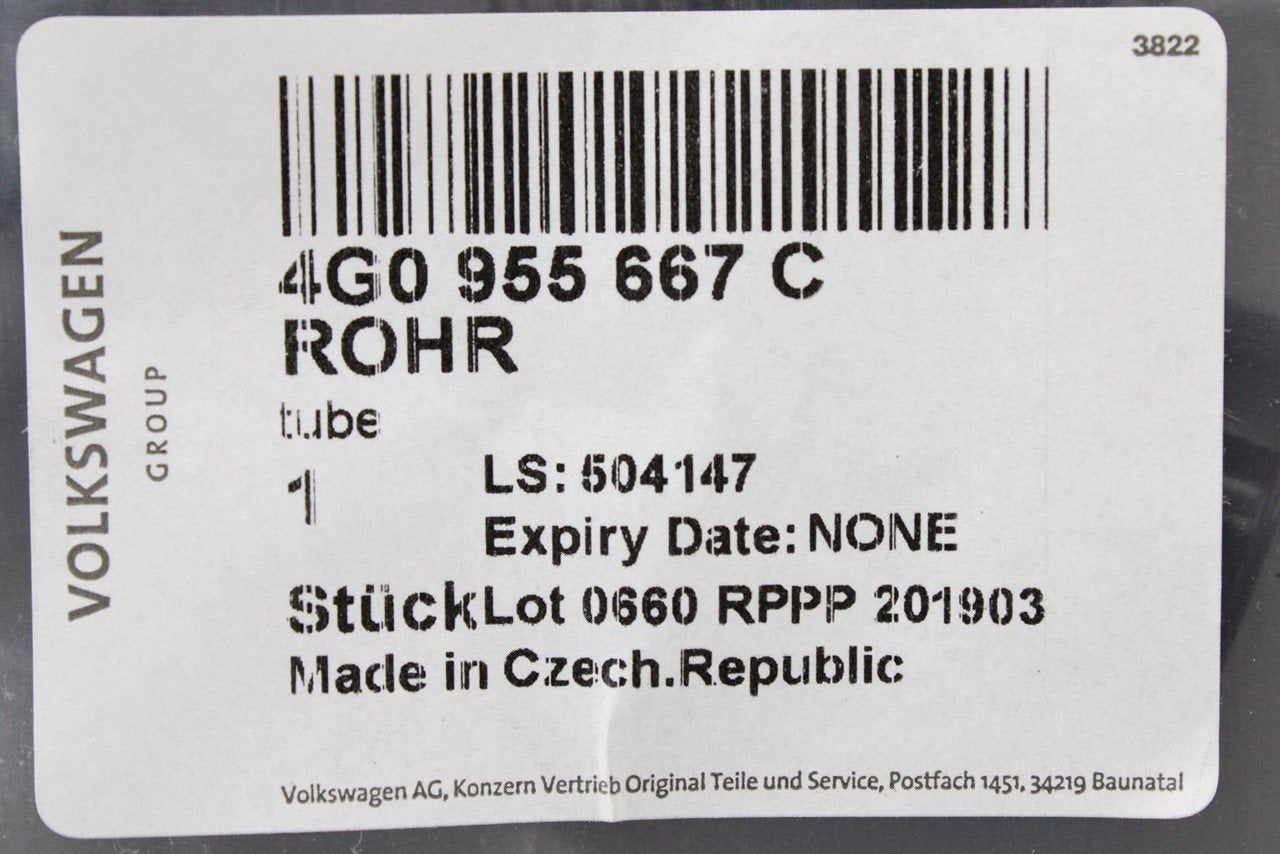 3822
4G0 955 667 C
ROHR
tube
1
LS: 504147
Expiry Date: NONE
Stück Lot 0660 RPPP 201903
Made in Czech.Republic
Volkswagen AG, Konzern Vertrieb Original Teile und Service, Postfach 1451, 34219 Baunatal
VOLKSWAGEN
GROUP